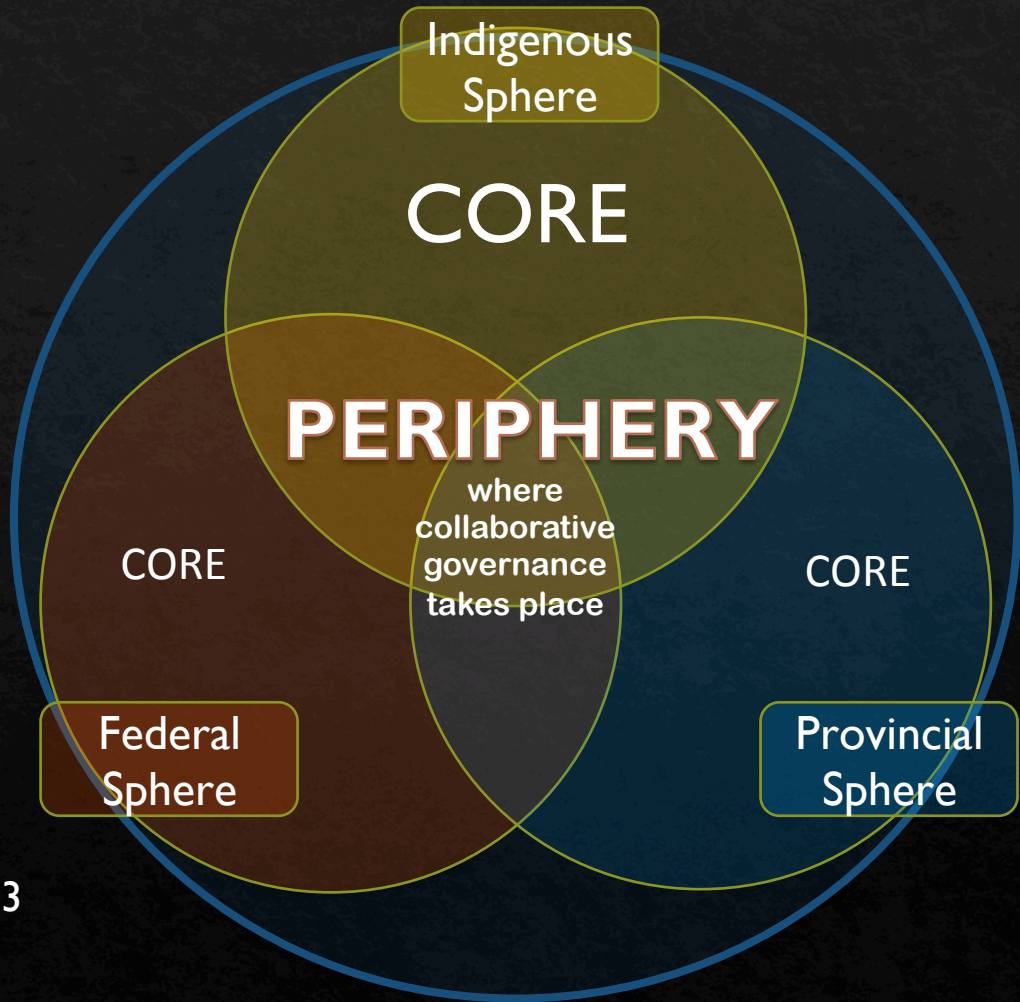 Indigenous
Sphere
CORE
PERIPHERY
where
collaborative
governance
takes place
CORE
CORE
Federal
Sphere
Provincial
Sphere
3